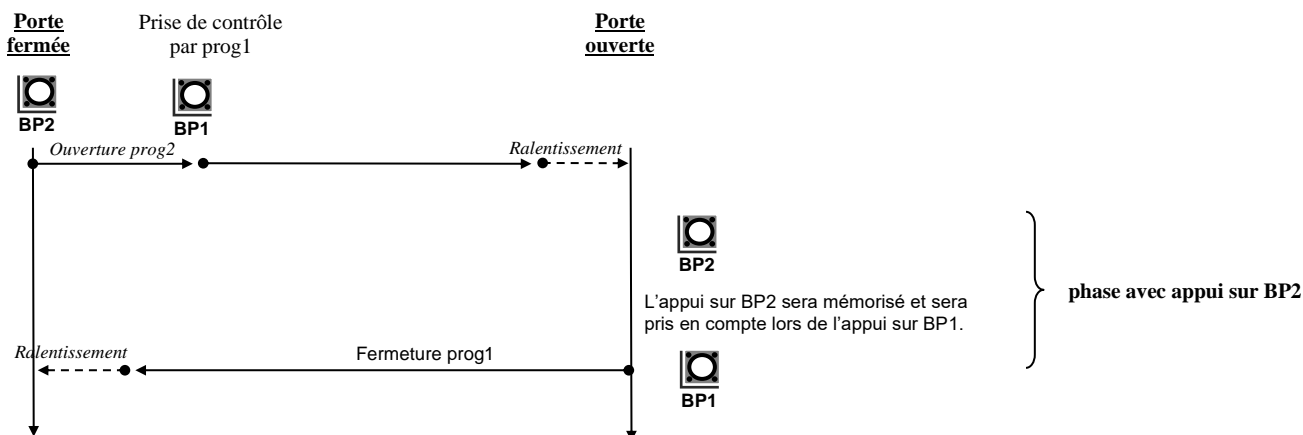 Porte
fermée
Prise de contrôle
par prog1
Porte
ouverte
BP2
BP1
Ouverture prog2
Ralentissement
BP2
L'appui sur BP2 sera mémorisé et sera
pris en compte lors de l'appui sur BP1.
phase avec appui sur BP2
Ralentissement
Fermeture prog1
BP1